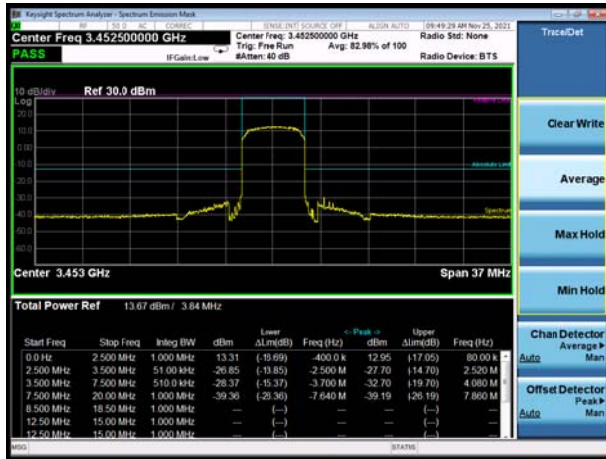 Keysight Spectrum Analyzer - Spectrum Emission Mask
RF 50 Ω AC CORREC SENSE:INT SOURCE OFF ALIGN AUTO 09:49:29 AM Nov 25, 2021
Center Freq 3.452500000 GHz Center Freq: 3.452500000 GHz Radio Std: None Trace/Det
Trig: Free Run Avg: 82.98% of 100
PASS IFGain:Low #Atten: 40 dB Radio Device: BTS
10 dB/div Ref 30.0 dBm
Log
20.0
10.0
0.00
Absolute Limit
Spectrum
Center 3.453 GHz Span 37 MHz
Total Power Ref 13.67 dBm / 3.84 MHz
Lower <- Peak -> Upper
Start Freq Stop Freq Integ BW dBm ΔLim(dB) Freq (Hz) dBm ΔLim(dB) Freq (Hz)
0.0 Hz 2.500 MHz 1.000 MHz 13.31 (-16.69) -400.0 k 12.95 (-17.05) 80.00 k
2.500 MHz 3.500 MHz 51.00 kHz -26.85 (-13.85) -2.500 M -27.70 (-14.70) 2.520 M
3.500 MHz 7.500 MHz 510.0 kHz -28.37 (-15.37) -3.700 M -32.70 (-19.70) 4.080 M
7.500 MHz 20.00 MHz 1.000 MHz -39.36 (-26.36) -7.640 M -39.19 (-26.19) 7.860 M
8.500 MHz 18.50 MHz 1.000 MHz --- (---) --- (---)
12.50 MHz 15.00 MHz 1.000 MHz --- (---) --- (---)
12.50 MHz 15.00 MHz 1.000 MHz --- (---) --- (---)
MSG STATUS
Clear Write
Average
Max Hold
Min Hold
Chan Detector
Average
Auto Man
Offset Detector
Peak
Auto Man